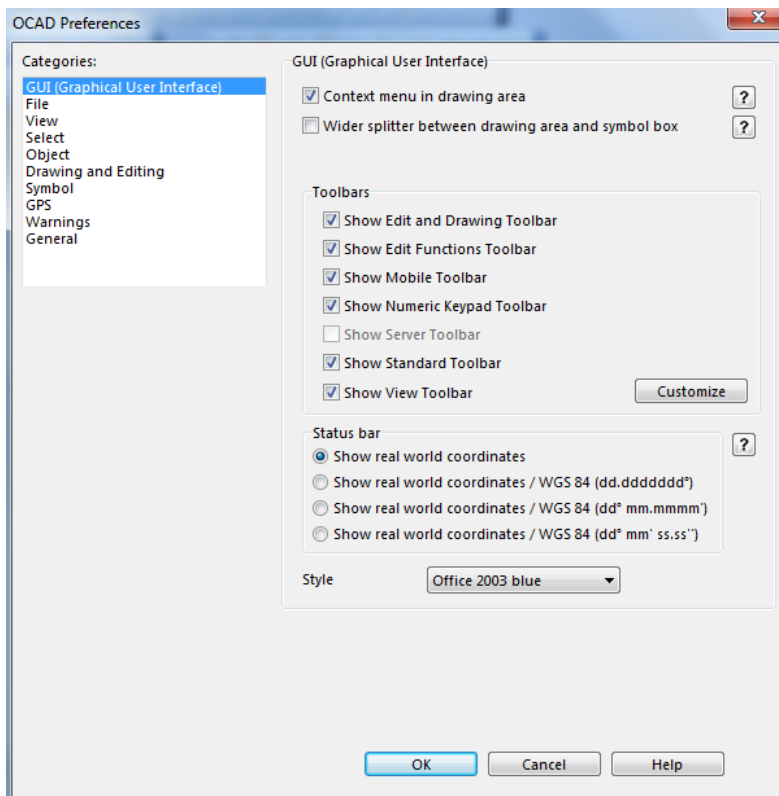 OCAD Preferences
Categories:
GUI (Graphical User Interface)
File
View
Select
Object
Drawing and Editing
Symbol
GPS
Warnings
General
GUI (Graphical User Interface)
Context menu in drawing area
?
Wider splitter between drawing area and symbol box
?
Toolbars
Show Edit and Drawing Toolbar
Show Edit Functions Toolbar
Show Mobile Toolbar
Show Numeric Keypad Toolbar
Show Server Toolbar
Show Standard Toolbar
Show View Toolbar
Customize
Status bar
?
Show real world coordinates
Show real world coordinates / WGS 84 (dd.ddddddd°)
Show real world coordinates / WGS 84 (dd° mm.mmmm')
Show real world coordinates / WGS 84 (dd° mm' ss.ss'')
Style
Office 2003 blue
OK
Cancel
Help